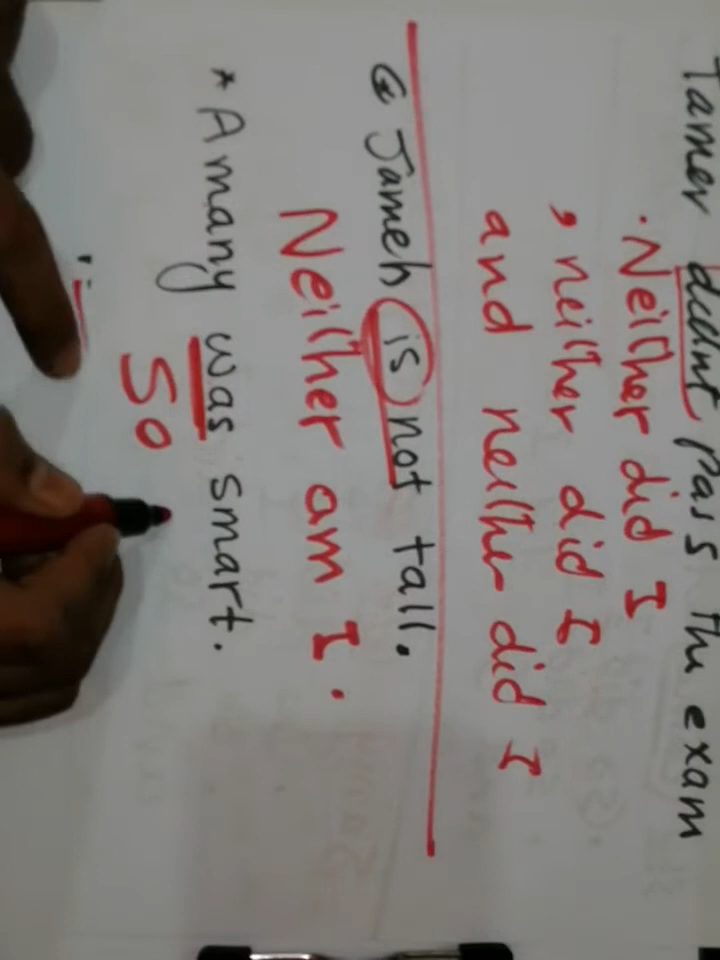 Tamer didnt pass the exam
. Neither did I
, neither did I
and neither did I
Jameh is not tall.
Neither am I.
* Amany was smart.
So